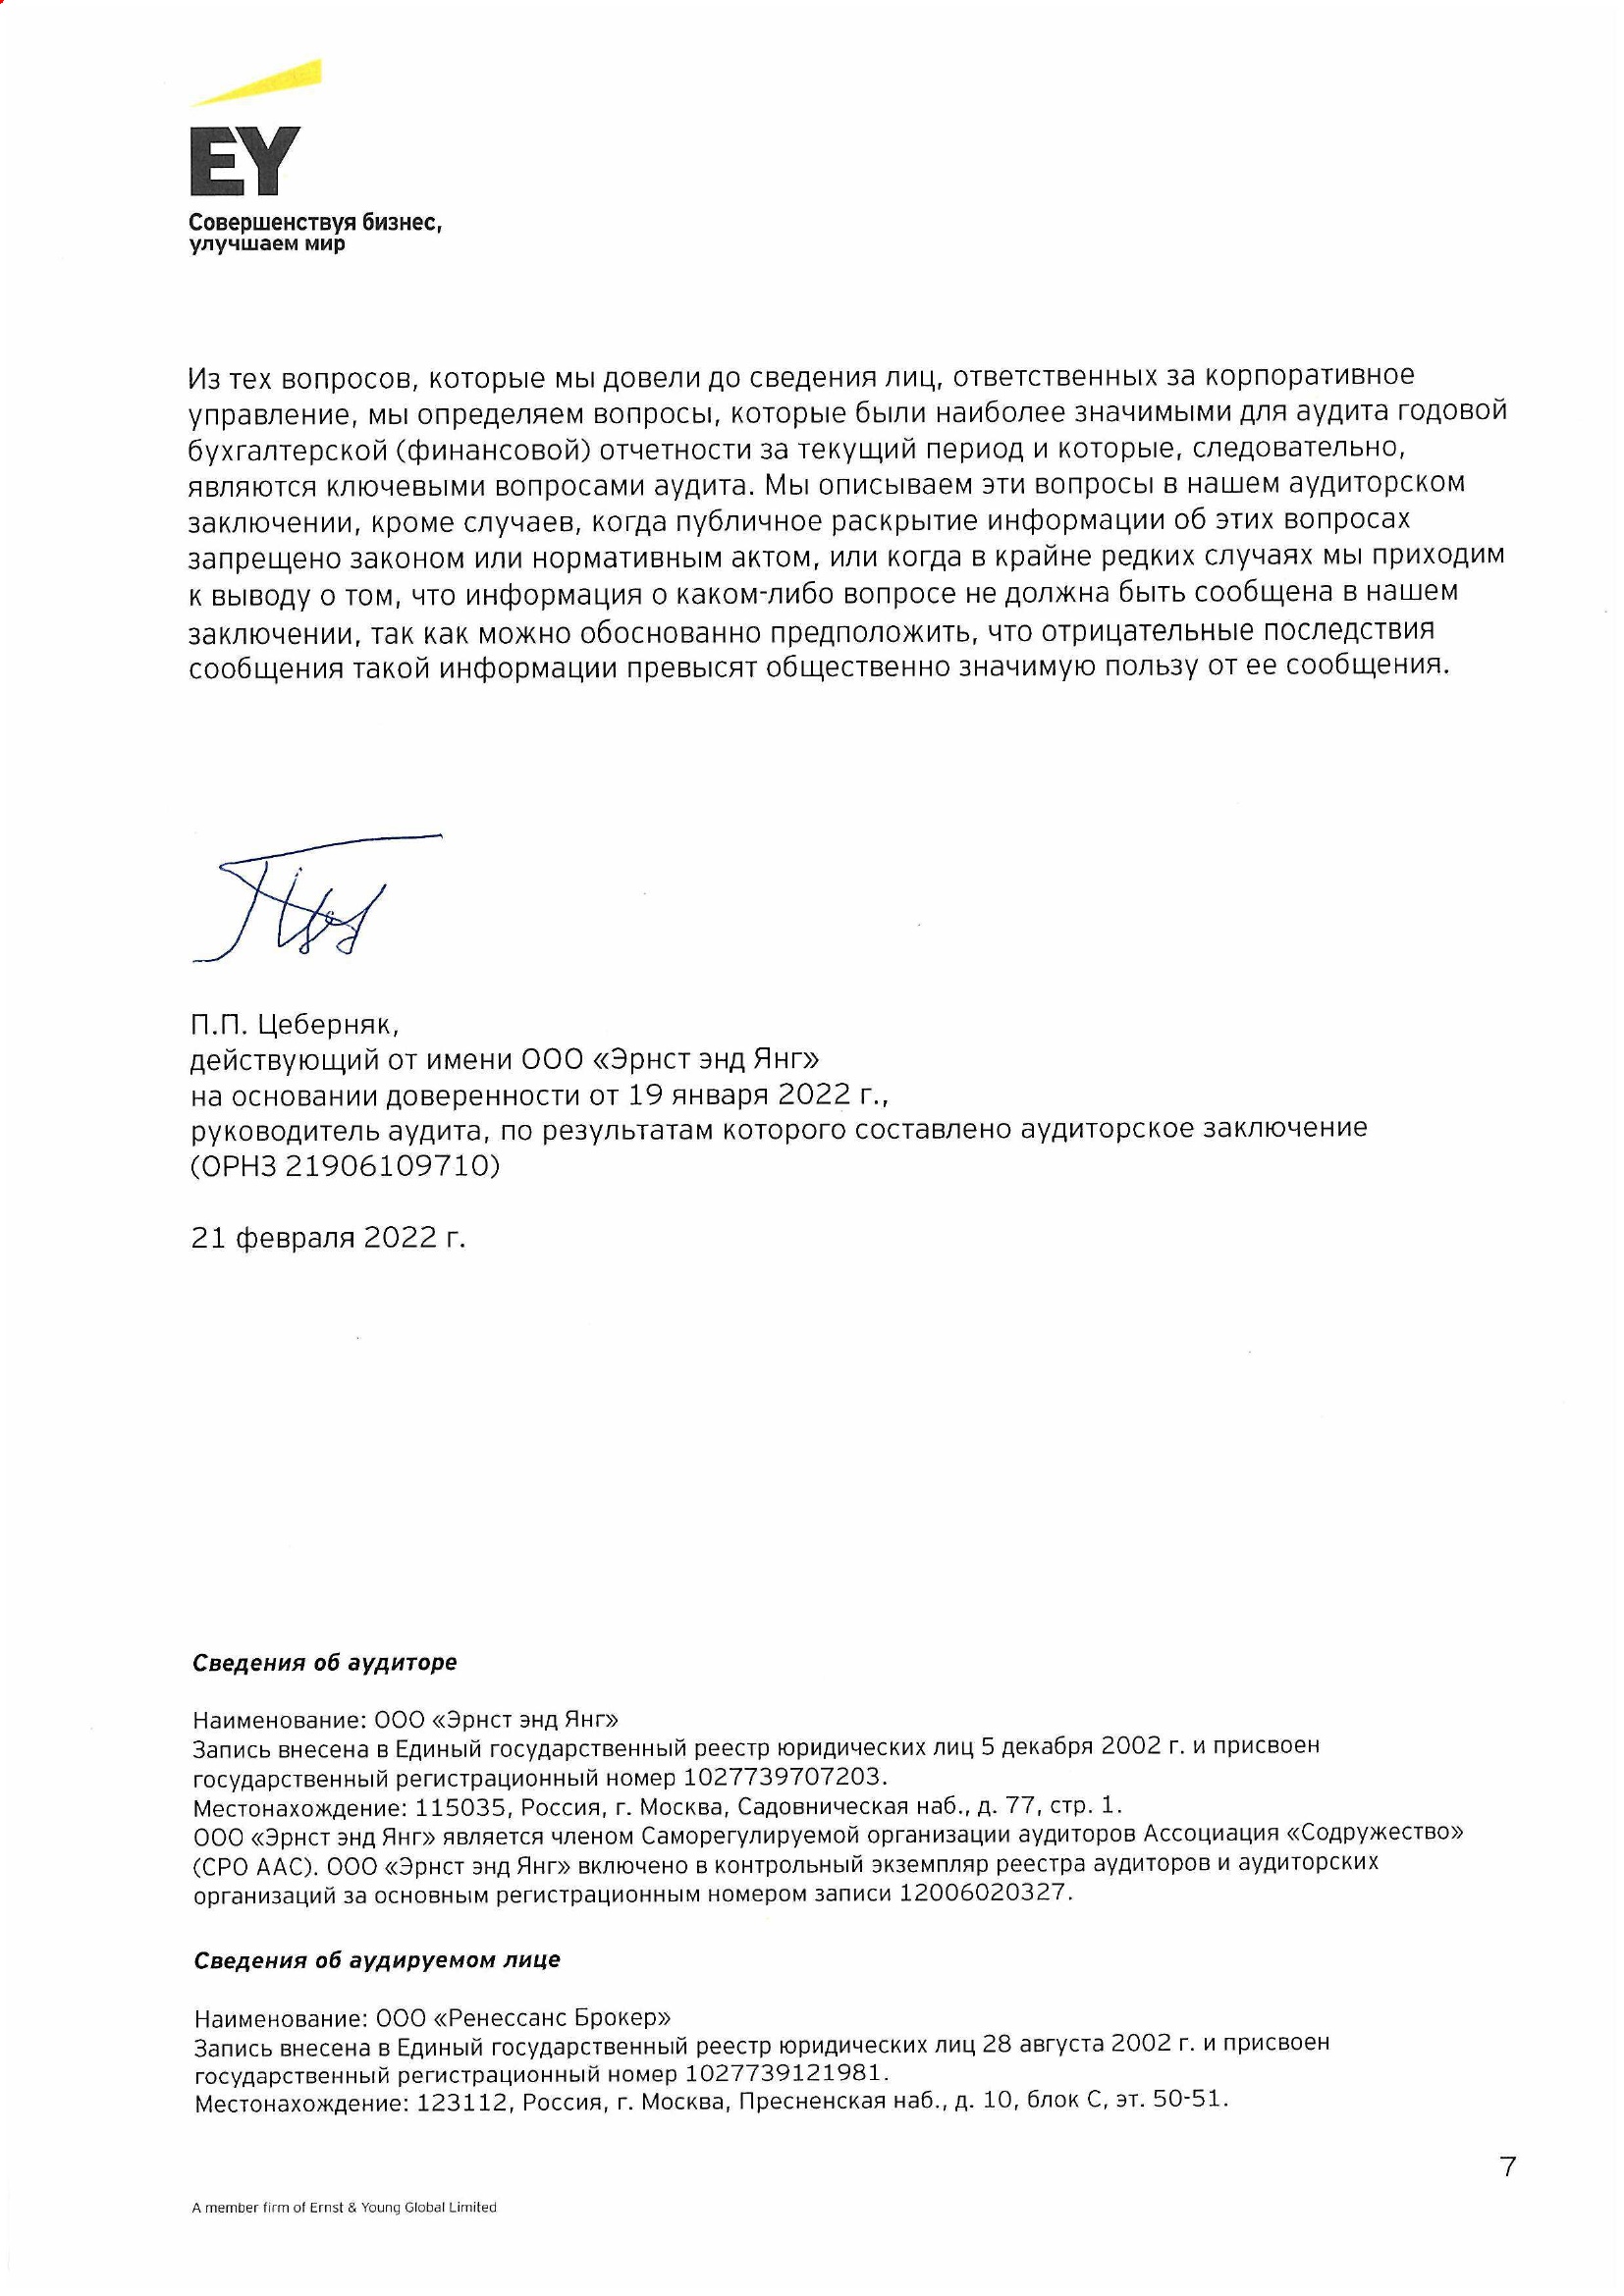 EY
Совершенствуя бизнес,
улучшаем мир
Из тех вопросов, которые мы довели до сведения лиц, ответственных за корпоративное
управление, мы определяем вопросы, которые были наиболее значимыми для аудита годовой
бухгалтерской (финансовой) отчетности за текущий период и которые, следовательно,
являются ключевыми вопросами аудита. Мы описываем эти вопросы в нашем аудиторском
заключении, кроме случаев, когда публичное раскрытие информации об этих вопросах
запрещено законом или нормативным актом, или когда в крайне редких случаях мы приходим
к выводу о том, что информация о каком-либо вопросе не должна быть сообщена в нашем
заключении, так как можно обоснованно предположить, что отрицательные последствия
сообщения такой информации превысят общественно значимую пользу от ее сообщения.
П.П. Цеберняк,
действующий от имени ООО «Эрнст энд Янг»
на основании доверенности от 19 января 2022 г.,
руководитель аудита, по результатам которого составлено аудиторское заключение
(ОРНЗ 21906109710)
21 февраля 2022 г.
Сведения об аудиторе
Наименование: ООО «Эрнст энд Янг»
Запись внесена в Единый государственный реестр юридических лиц 5 декабря 2002 г. и присвоен
государственный регистрационный номер 1027739707203.
Местонахождение: 115035, Россия, г. Москва, Садовническая наб., д. 77, стр. 1.
ООО «Эрнст энд Янг» является членом Саморегулируемой организации аудиторов Ассоциация «Содружество»
(СРО ААС). ООО «Эрнст энд Янг» включено в контрольный экземпляр реестра аудиторов и аудиторских
организаций за основным регистрационным номером записи 12006020327.
Сведения об аудируемом лице
Наименование: ООО «Ренессанс Брокер»
Запись внесена в Единый государственный реестр юридических лиц 28 августа 2002 г. и присвоен
государственный регистрационный номер 1027739121981.
Местонахождение: 123112, Россия, г. Москва, Пресненская наб., д. 10, блок С, эт. 50-51.
7
A member firm of Ernst & Young Global Limited